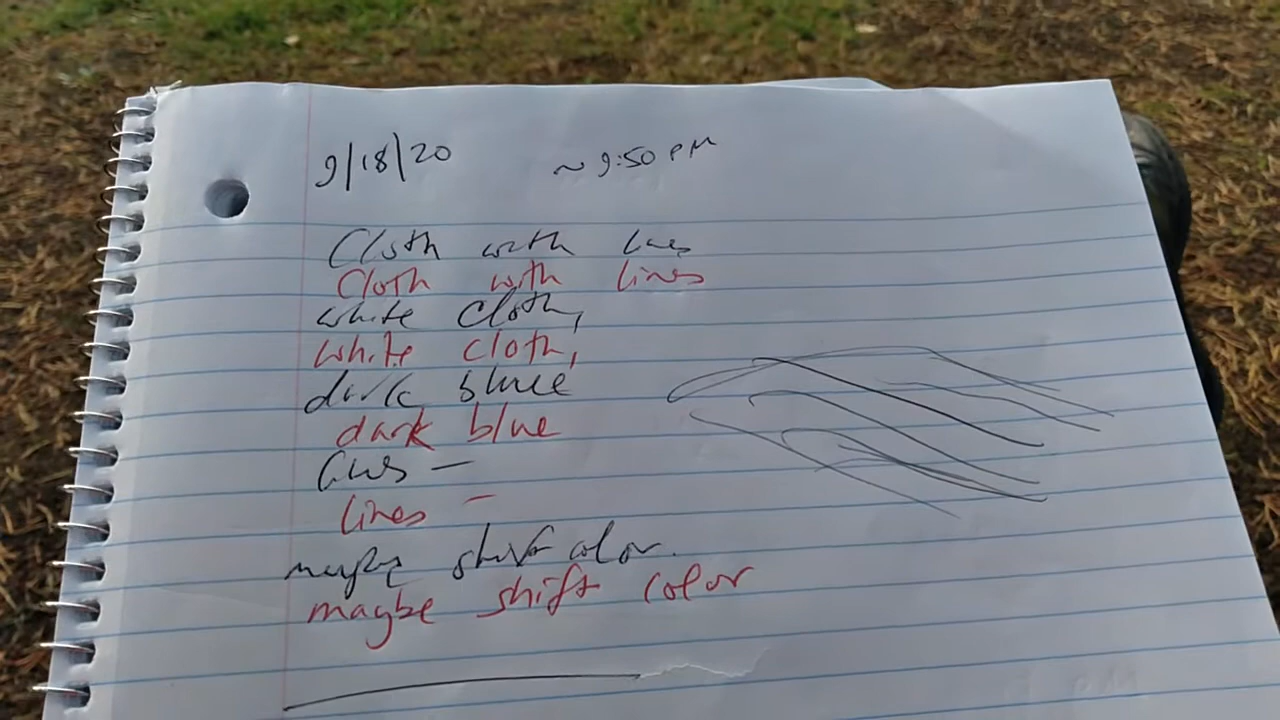 9/18/20 ~9:50 PM
Cloth with lines
Cloth with lines
white cloth,
white cloth,
dark blue
dark blue
lines —
lines —
maybe shift color.
maybe shift color